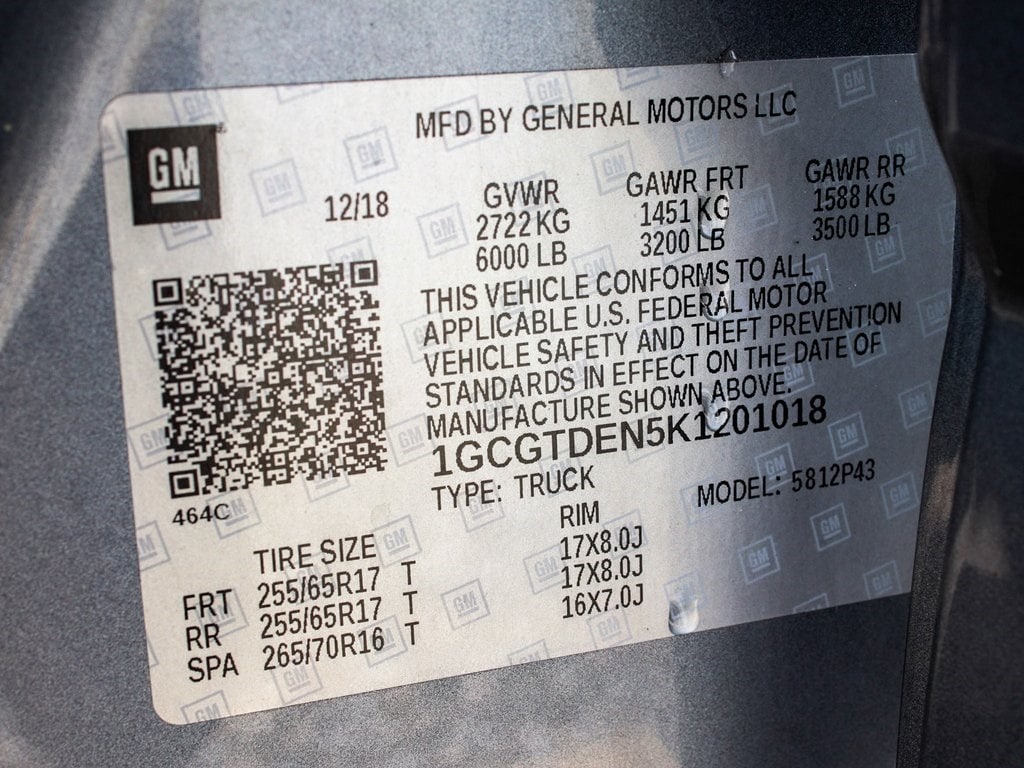 MFD BY GENERAL MOTORS LLC
GM
12/18
GVWR GAWR FRT GAWR RR
2722 KG 1451 KG 1588 KG
6000 LB 3200 LB 3500 LB
THIS VEHICLE CONFORMS TO ALL
APPLICABLE U.S. FEDERAL MOTOR
VEHICLE SAFETY AND THEFT PREVENTION
STANDARDS IN EFFECT ON THE DATE OF
MANUFACTURE SHOWN ABOVE.
1GCGTDEN5K1201018
464C
TYPE: TRUCK MODEL: 5812P43
TIRE SIZE RIM
FRT 255/65R17 T 17X8.0J
RR 255/65R17 T 17X8.0J
SPA 265/70R16 T 16X7.0J